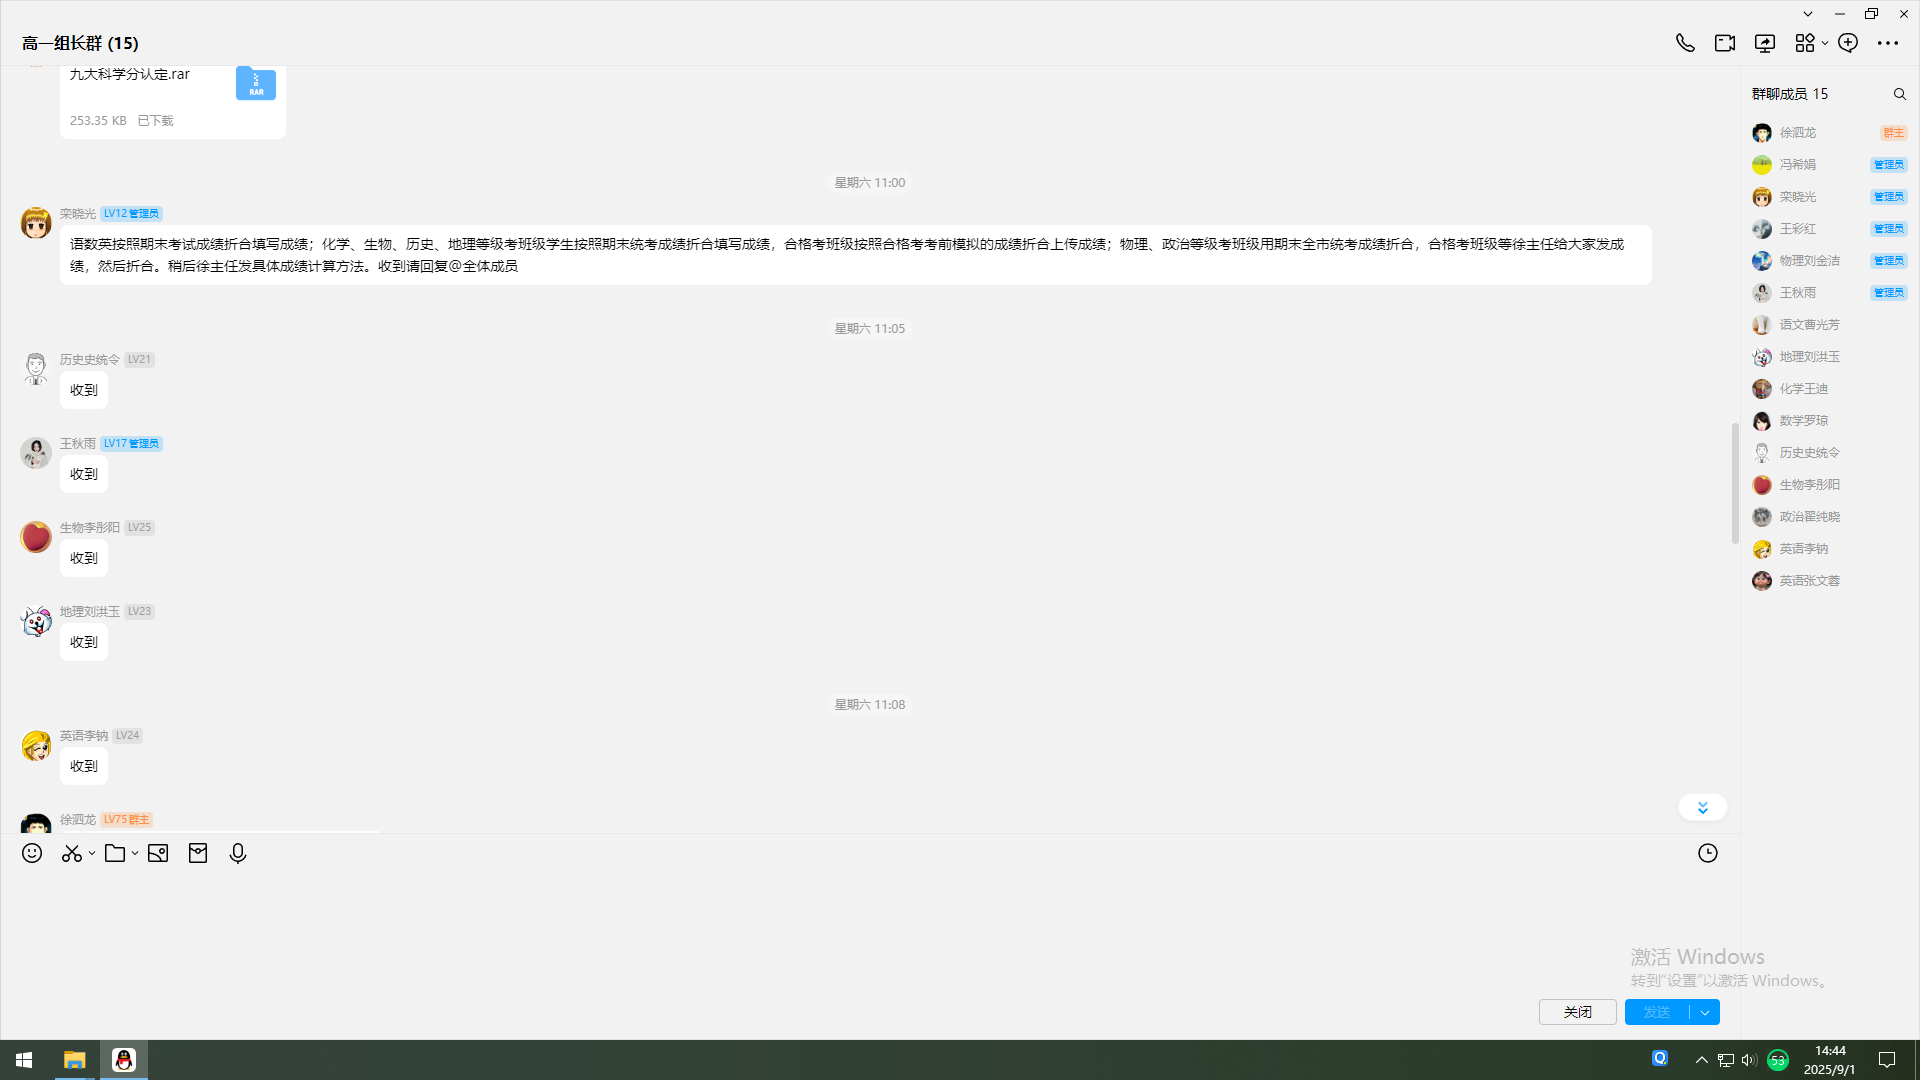 高一组长群 (15)
九大科学分认定.rar
RAR
253.35 KB 已下载
星期六 11:00
栾晓光 LV12 管理员
语数英按照期末考试成绩折合填写成绩；化学、生物、历史、地理等级考班级学生按照期末统考成绩折合填写成绩，合格考班级按照合格考考前模拟的成绩折合上传成绩；物理、政治等级考班级用期末全市统考成绩折合，合格考班级等徐主任给大家发成
绩，然后折合。稍后徐主任发具体成绩计算方法。收到请回复@全体成员
星期六 11:05
历史史统令 LV21
收到
王秋雨 LV17 管理员
收到
生物李彤阳 LV25
收到
地理刘洪玉 LV23
收到
星期六 11:08
英语李钠 LV24
收到
徐泗龙 LV75 群主
群聊成员 15
徐泗龙 群主
冯希娟 管理员
栾晓光 管理员
王彩红 管理员
物理刘金洁 管理员
王秋雨 管理员
语文曹光芳
地理刘洪玉
化学王迪
数学罗琼
历史史统令
生物李彤阳
政治翟纯晓
英语李钠
英语张文蓉
激活 Windows
转到"设置"以激活 Windows。
关闭
发送
53
14:44
2025/9/1